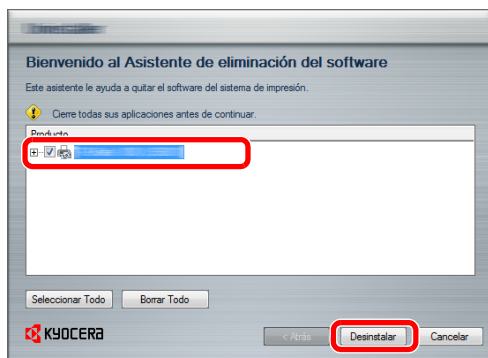 Bienvenido al Asistente de eliminación del software
Este asistente le ayuda a quitar el software del sistema de impresión.
Cierre todas sus aplicaciones antes de continuar.
Producto
Seleccionar Todo Borrar Todo
KYOCERA < Atrás Desinstalar Cancelar